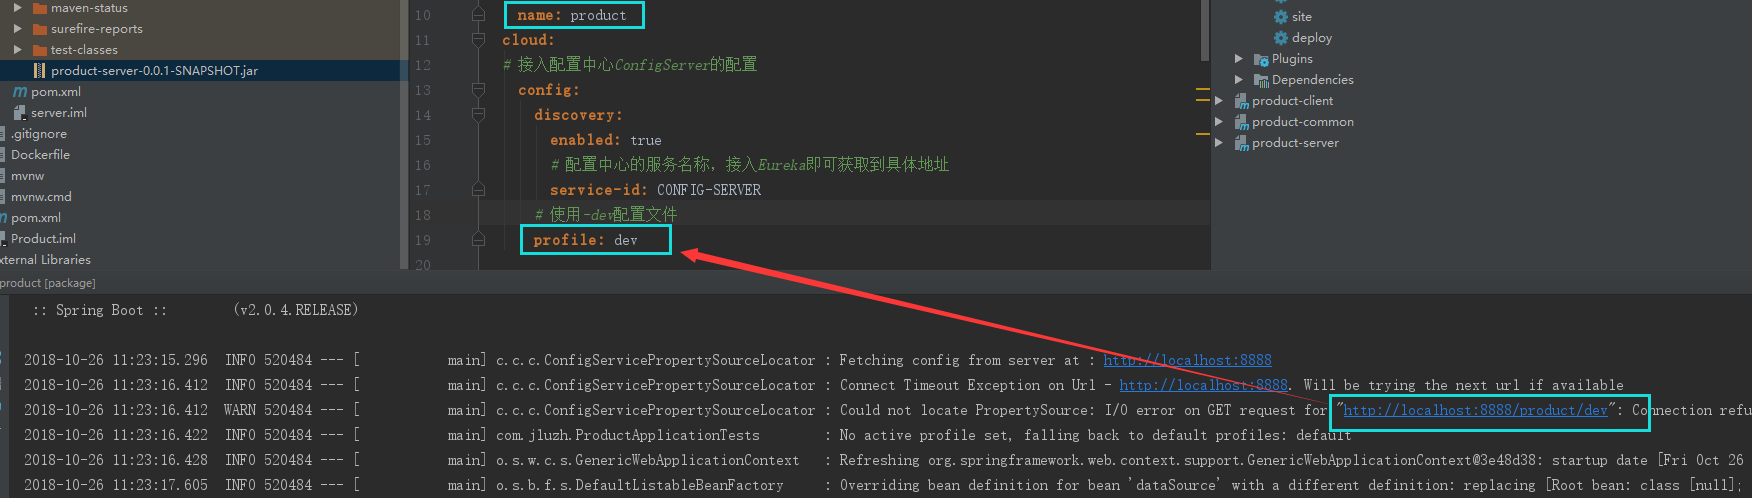 maven-status
surefire-reports
test-classes
product-server-0.0.1-SNAPSHOT.jar
pom.xml
server.iml
.gitignore
Dockerfile
mvnw
mvnw.cmd
pom.xml
Product.iml
xternal Libraries
10 name: product
11 cloud:
12 # 接入配置中心ConfigServer的配置
13 config:
14 discovery:
15 enabled: true
16 # 配置中心的服务名称，接入Eureka即可获取到具体地址
17 service-id: CONFIG-SERVER
18 # 使用-dev配置文件
19 profile: dev
20
site
deploy
Plugins
Dependencies
product-client
product-common
product-server
product [package]
:: Spring Boot :: (v2.0.4.RELEASE)
2018-10-26 11:23:15.296 INFO 520484 --- [ main] c.c.c.ConfigServicePropertySourceLocator : Fetching config from server at : http://localhost:8888
2018-10-26 11:23:16.412 INFO 520484 --- [ main] c.c.c.ConfigServicePropertySourceLocator : Connect Timeout Exception on Url - http://localhost:8888. Will be trying the next url if available
2018-10-26 11:23:16.412 WARN 520484 --- [ main] c.c.c.ConfigServicePropertySourceLocator : Could not locate PropertySource: I/O error on GET request for "http://localhost:8888/product/dev": Connection refu
2018-10-26 11:23:16.422 INFO 520484 --- [ main] com.jluzh.ProductApplicationTests : No active profile set, falling back to default profiles: default
2018-10-26 11:23:16.428 INFO 520484 --- [ main] o.s.w.c.s.GenericWebApplicationContext : Refreshing org.springframework.web.context.support.GenericWebApplicationContext@3e48d38: startup date [Fri Oct 26
2018-10-26 11:23:17.605 INFO 520484 --- [ main] o.s.b.f.s.DefaultListableBeanFactory : Overriding bean definition for bean 'dataSource' with a different definition: replacing [Root bean: class [null];